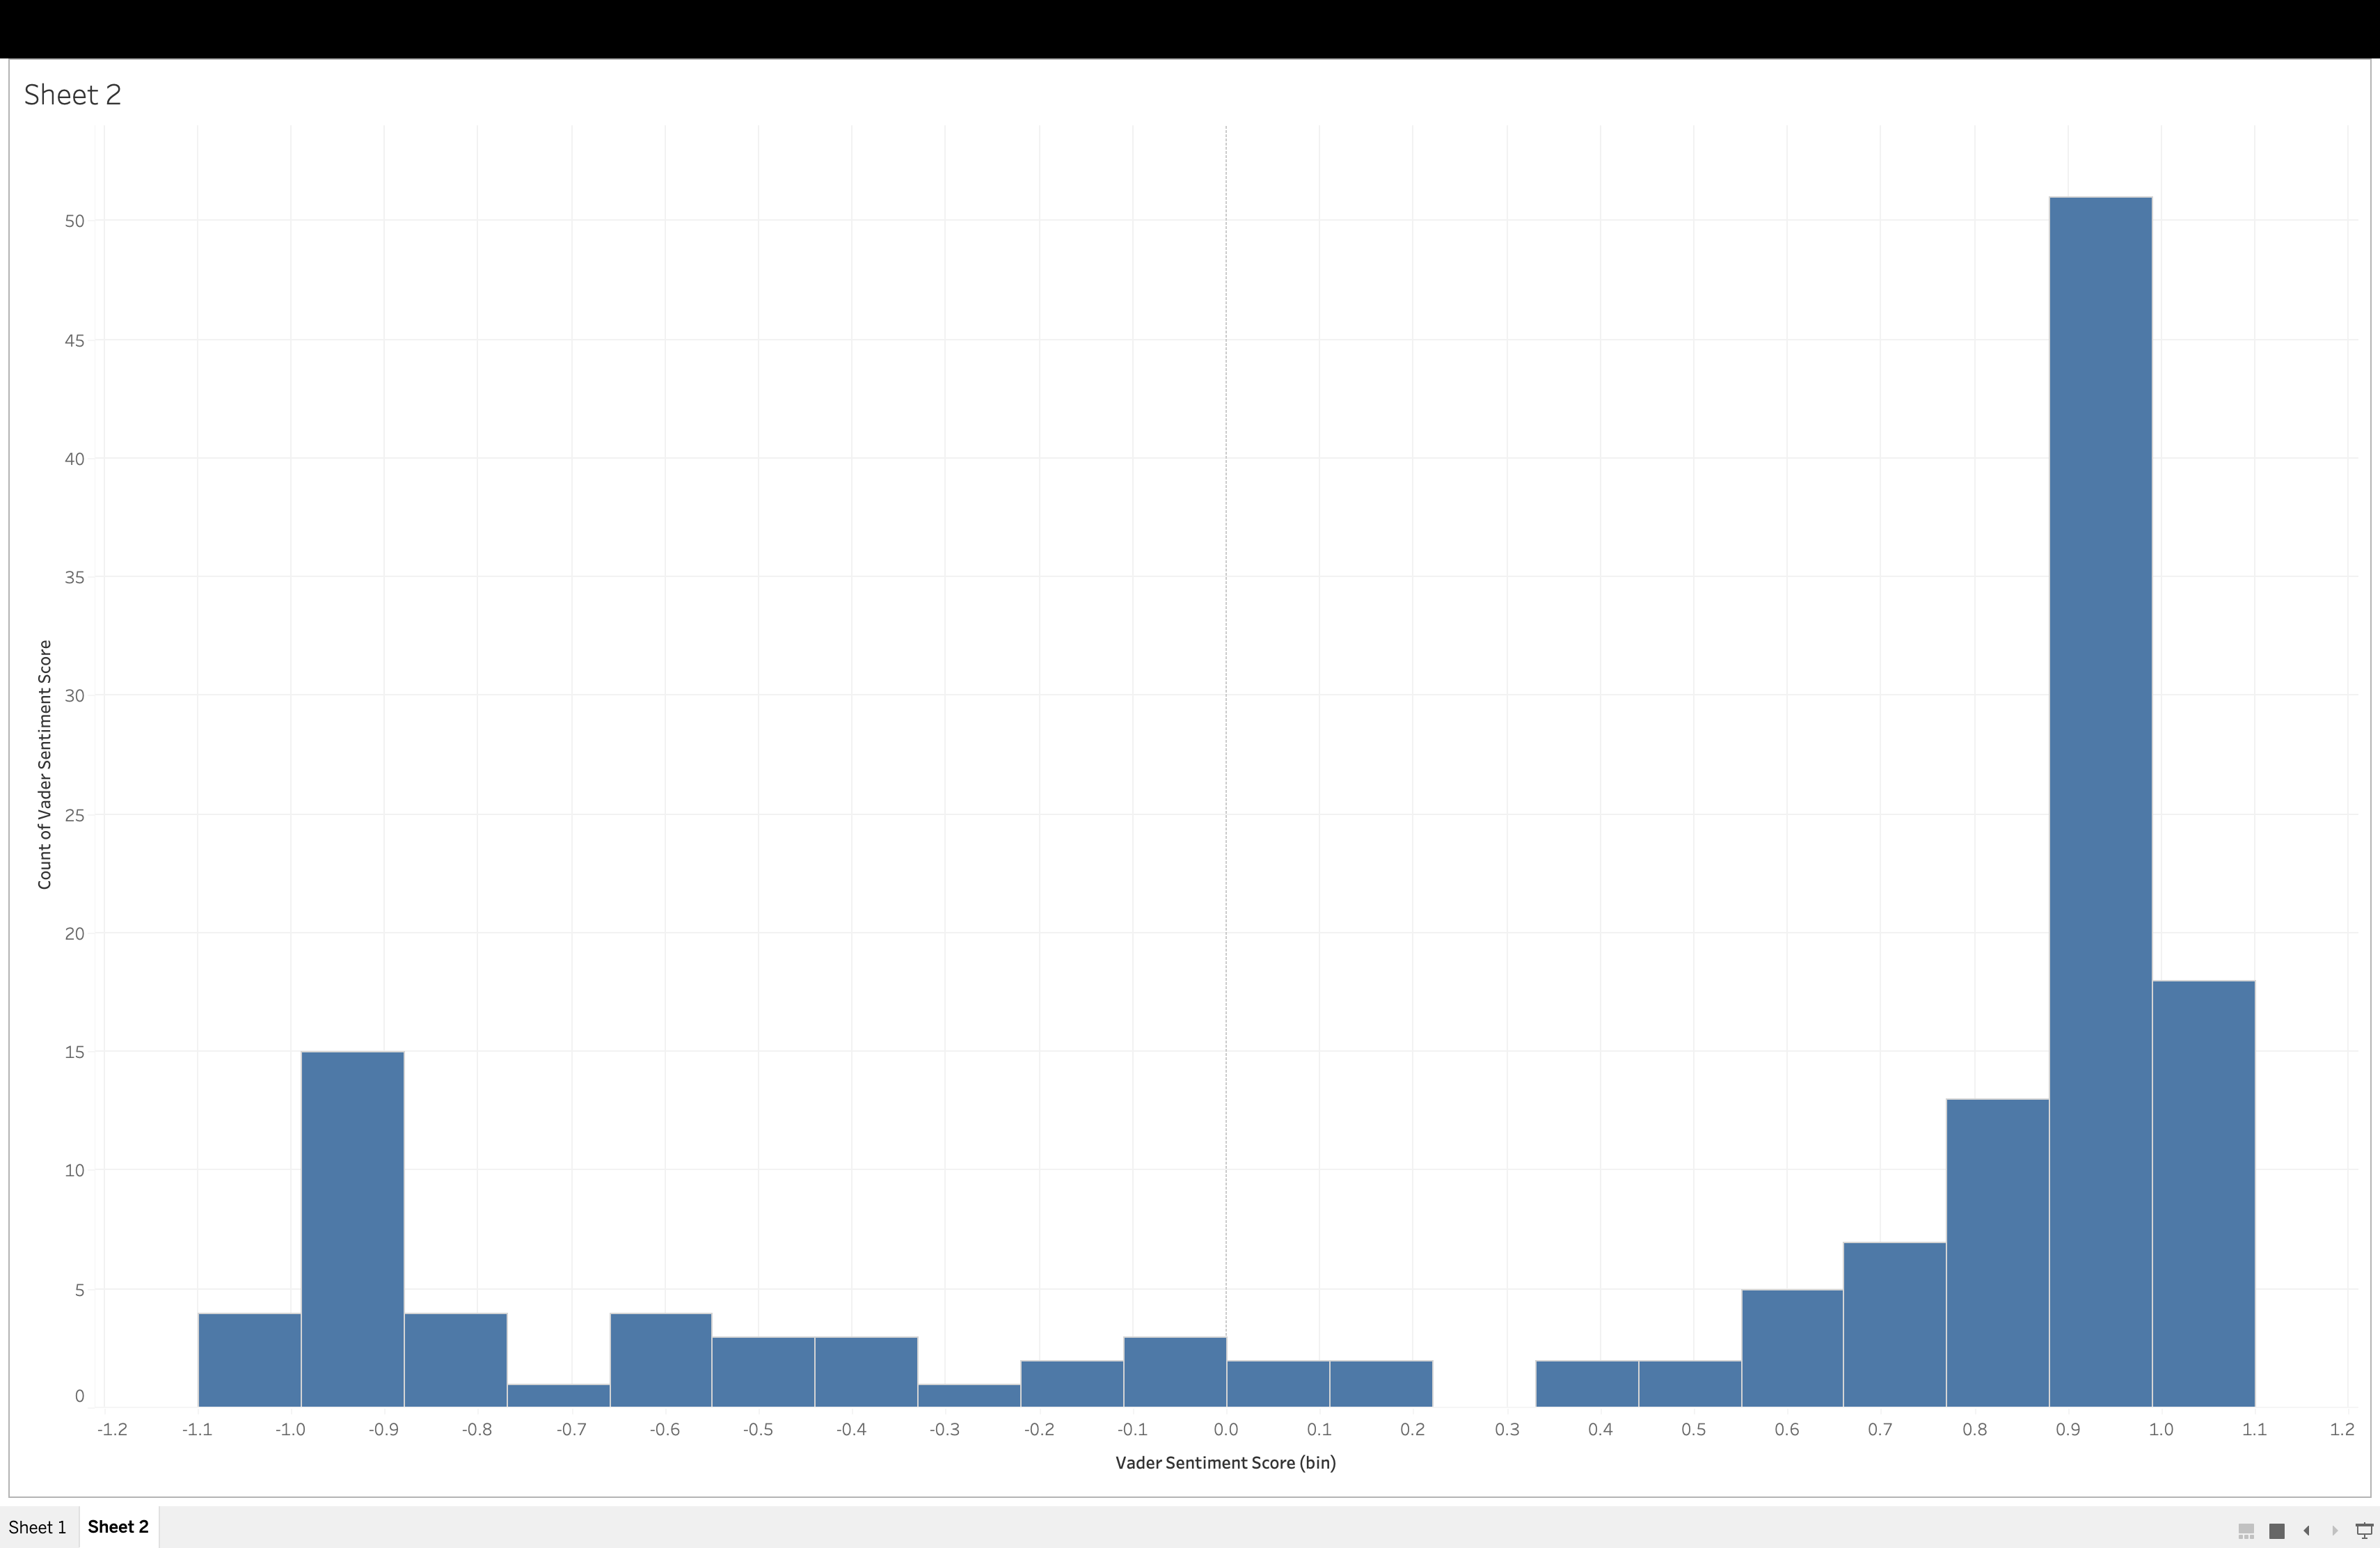 Sheet 2
50
45
40
35
30
25
20
15
10
5
0
Count of Vader Sentiment Score
-1.2 -1.1 -1.0 -0.9 -0.8 -0.7 -0.6 -0.5 -0.4 -0.3 -0.2 -0.1 0.0 0.1 0.2 0.3 0.4 0.5 0.6 0.7 0.8 0.9 1.0 1.1 1.2
Vader Sentiment Score (bin)
Sheet 1 Sheet 2